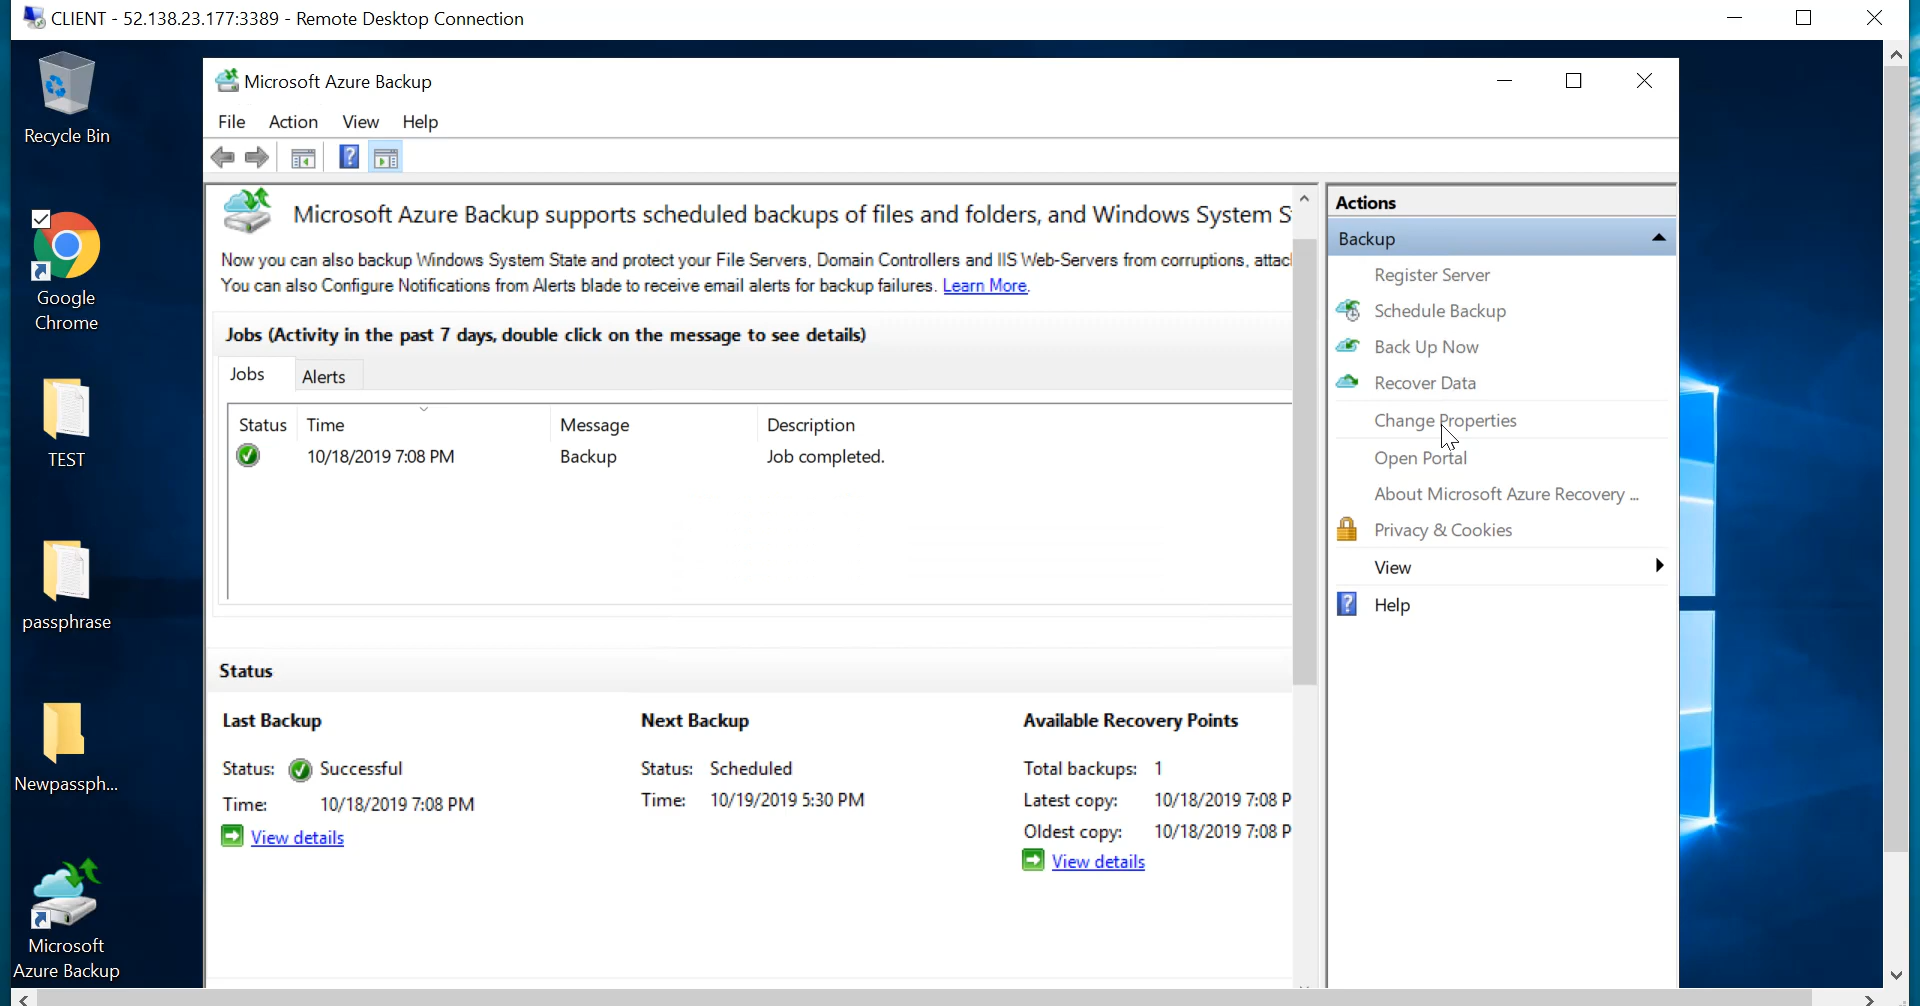 CLIENT - 52.138.23.177:3389 - Remote Desktop Connection
Recycle Bin
Google
Chrome
TEST
passphrase
Newpassph...
Microsoft
Azure Backup
Microsoft Azure Backup
File Action View Help
Microsoft Azure Backup supports scheduled backups of files and folders, and Windows System S
Now you can also backup Windows System State and protect your File Servers, Domain Controllers and IIS Web-Servers from corruptions, attac
You can also Configure Notifications from Alerts blade to receive email alerts for backup failures. Learn More.
Jobs (Activity in the past 7 days, double click on the message to see details)
Jobs Alerts
Status Time Message Description
10/18/2019 7:08 PM Backup Job completed.
Status
Last Backup
Status: Successful
Time: 10/18/2019 7:08 PM
View details
Next Backup
Status: Scheduled
Time: 10/19/2019 5:30 PM
Available Recovery Points
Total backups: 1
Latest copy: 10/18/2019 7:08 P
Oldest copy: 10/18/2019 7:08 P
View details
Actions
Backup
Register Server
Schedule Backup
Back Up Now
Recover Data
Change Properties
Open Portal
About Microsoft Azure Recovery ...
Privacy & Cookies
View
Help